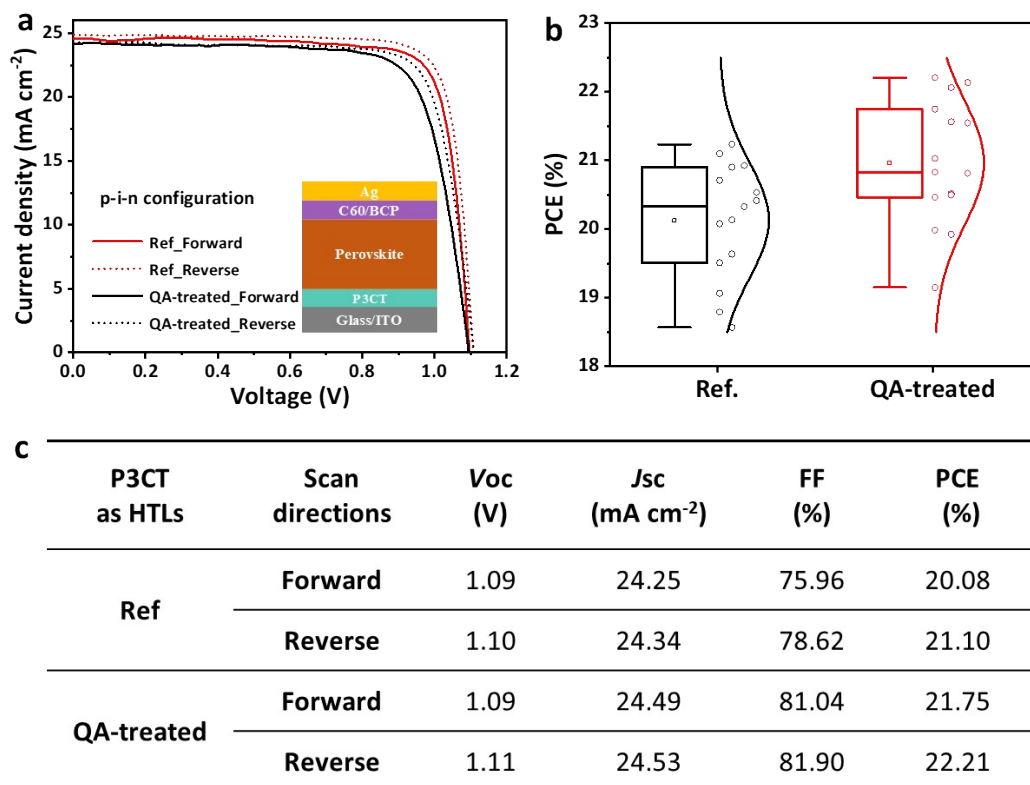 a
Current density (mA cm⁻²)
25
20
15
10
5
0
0.0
0.2
0.4
0.6
0.8
1.0
1.2
Voltage (V)
p-i-n configuration
Ref_Forward
Ref_Reverse
QA-treated_Forward
QA-treated_Reverse
Ag
C60/BCP
Perovskite
P3CT
Glass/ITO
b
PCE (%)
23
22
21
20
19
18
Ref.
QA-treated
c
P3CT as HTLs Scan directions Voc (V) Jsc (mA cm⁻²) FF (%) PCE (%)
Ref Forward 1.09 24.25 75.96 20.08
Reverse 1.10 24.34 78.62 21.10
QA-treated Forward 1.09 24.49 81.04 21.75
Reverse 1.11 24.53 81.90 22.21